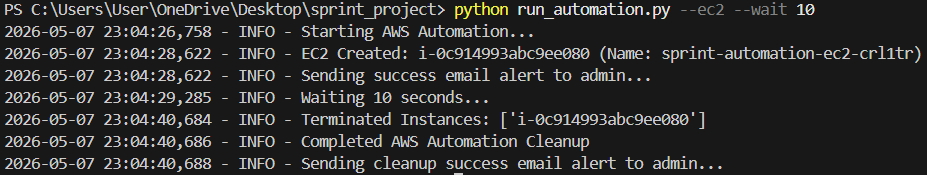 PS C:\Users\User\OneDrive\Desktop\sprint_project> python run_automation.py --ec2 --wait 10
2026-05-07 23:04:26,758 - INFO - Starting AWS Automation...
2026-05-07 23:04:28,622 - INFO - EC2 Created: i-0c914993abc9ee080 (Name: sprint-automation-ec2-crl1tr)
2026-05-07 23:04:28,622 - INFO - Sending success email alert to admin...
2026-05-07 23:04:29,285 - INFO - Waiting 10 seconds...
2026-05-07 23:04:40,684 - INFO - Terminated Instances: ['i-0c914993abc9ee080']
2026-05-07 23:04:40,686 - INFO - Completed AWS Automation Cleanup
2026-05-07 23:04:40,688 - INFO - Sending cleanup success email alert to admin...